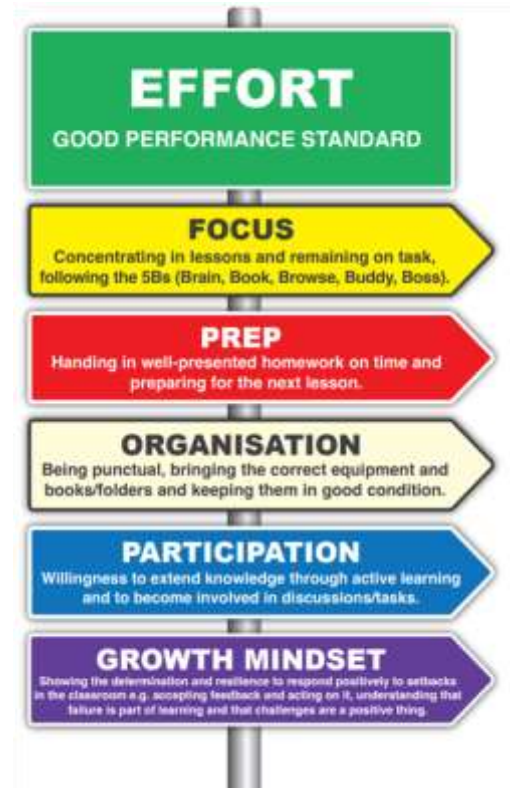 EFFORT
GOOD PERFORMANCE STANDARD
FOCUS
Concentrating in lessons and remaining on task,
following the 5Bs (Brain, Book, Browse, Buddy, Boss).
PREP
Handing in well-presented homework on time and
preparing for the next lesson.
ORGANISATION
Being punctual, bringing the correct equipment and
books/folders and keeping them in good condition.
PARTICIPATION
Willingness to extend knowledge through active learning
and to become involved in discussions/tasks.
GROWTH MINDSET
Showing the determination and resilience to respond positively to setbacks
in the classroom e.g. accepting feedback and acting on it, understanding that
failure is part of learning and that challenges are a positive thing.